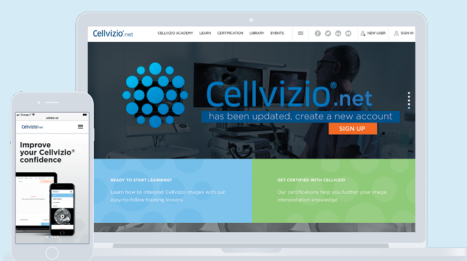 Cellvizio.net
CELLVIZIO ACADEMY LEARN CERTIFICATION LIBRARY EVENTS
NEW USER SIGN IN
Cellvizio®.net
has been updated, create a new account
SIGN UP
READY TO START LEARNING?
Learn how to interpret Cellvizio images with our
easy-to-follow training lessons
GET CERTIFIED WITH CELLVIZIO
Our certifications help you further your image
interpretation knowledge
Cellvizio
Improve
your Cellvizio®
confidence